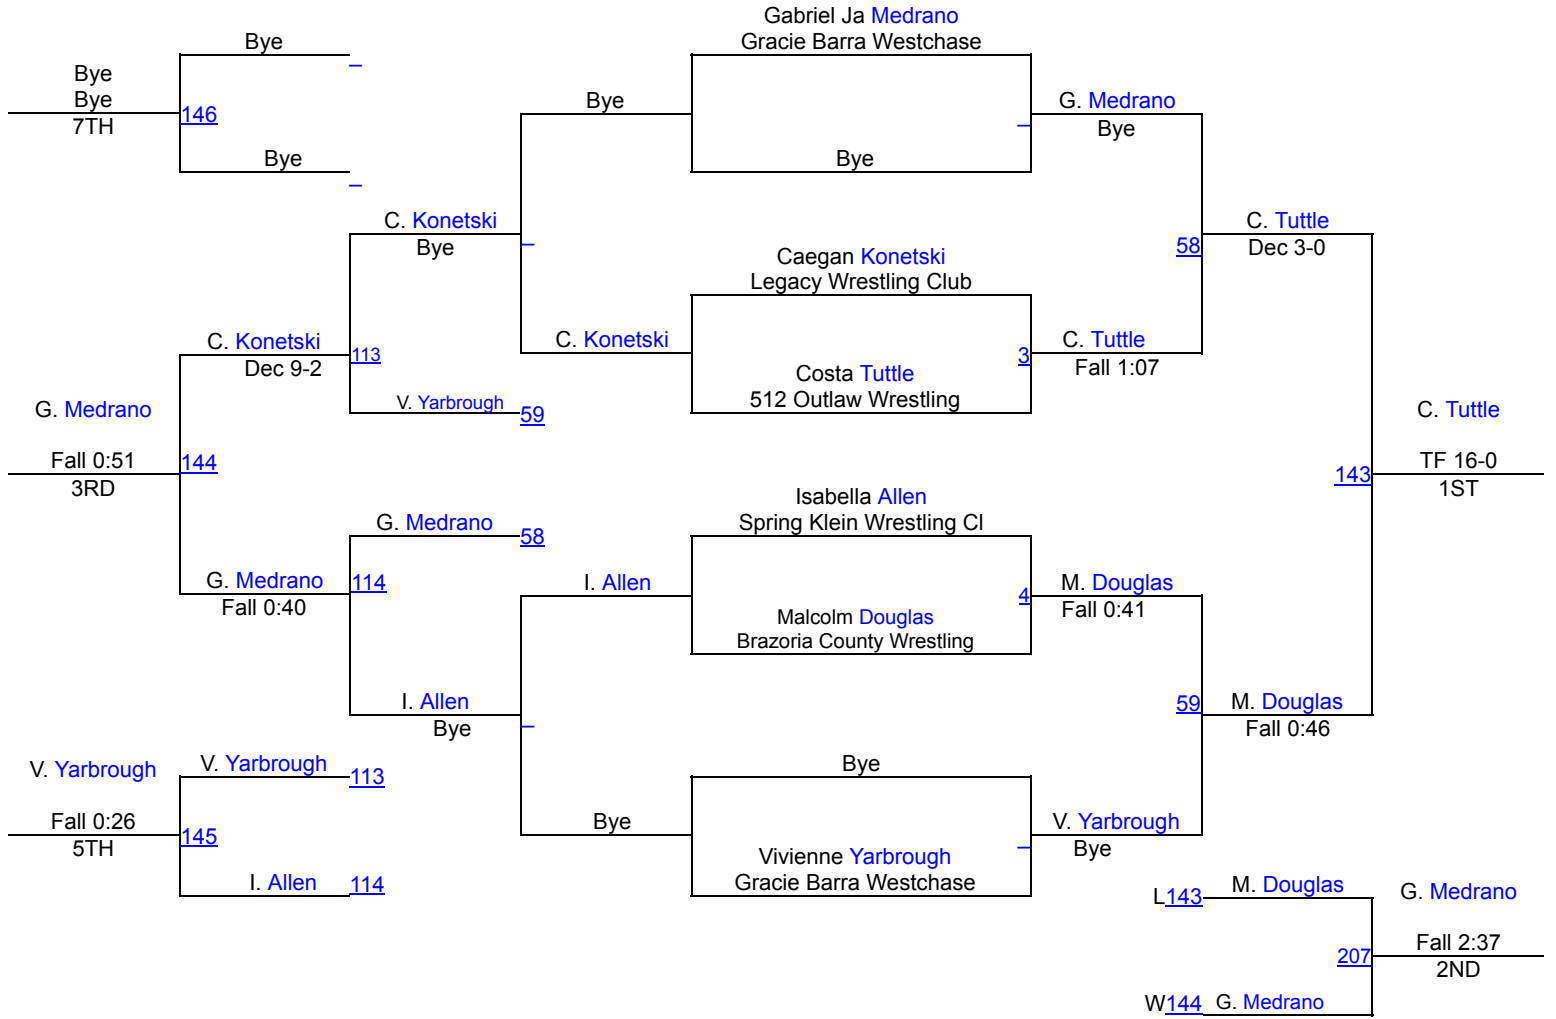 Gabriel Ja Medrano
Gracie Barra Westchase
Bye
Bye
Bye
7TH
146
Bye
Bye
G. Medrano
Bye
Bye
C. Konetski
Bye
C. Tuttle
Dec 3-0
58
Caegan Konetski
Legacy Wrestling Club
C. Konetski
Dec 9-2
113
C. Konetski
3
C. Tuttle
Fall 1:07
Costa Tuttle
512 Outlaw Wrestling
V. Yarbrough 59
G. Medrano
Fall 0:51
3RD
144
C. Tuttle
TF 16-0
1ST
143
Isabella Allen
Spring Klein Wrestling Cl
G. Medrano 58
G. Medrano
Fall 0:40
114
I. Allen
4
M. Douglas
Fall 0:41
Malcolm Douglas
Brazoria County Wrestling
I. Allen
Bye
59
M. Douglas
Fall 0:46
V. Yarbrough
Fall 0:26
5TH
V. Yarbrough 113
145
I. Allen 114
Bye
Bye
V. Yarbrough
Bye
Vivienne Yarbrough
Gracie Barra Westchase
L143 M. Douglas
G. Medrano
Fall 2:37
2ND
207
W144 G. Medrano